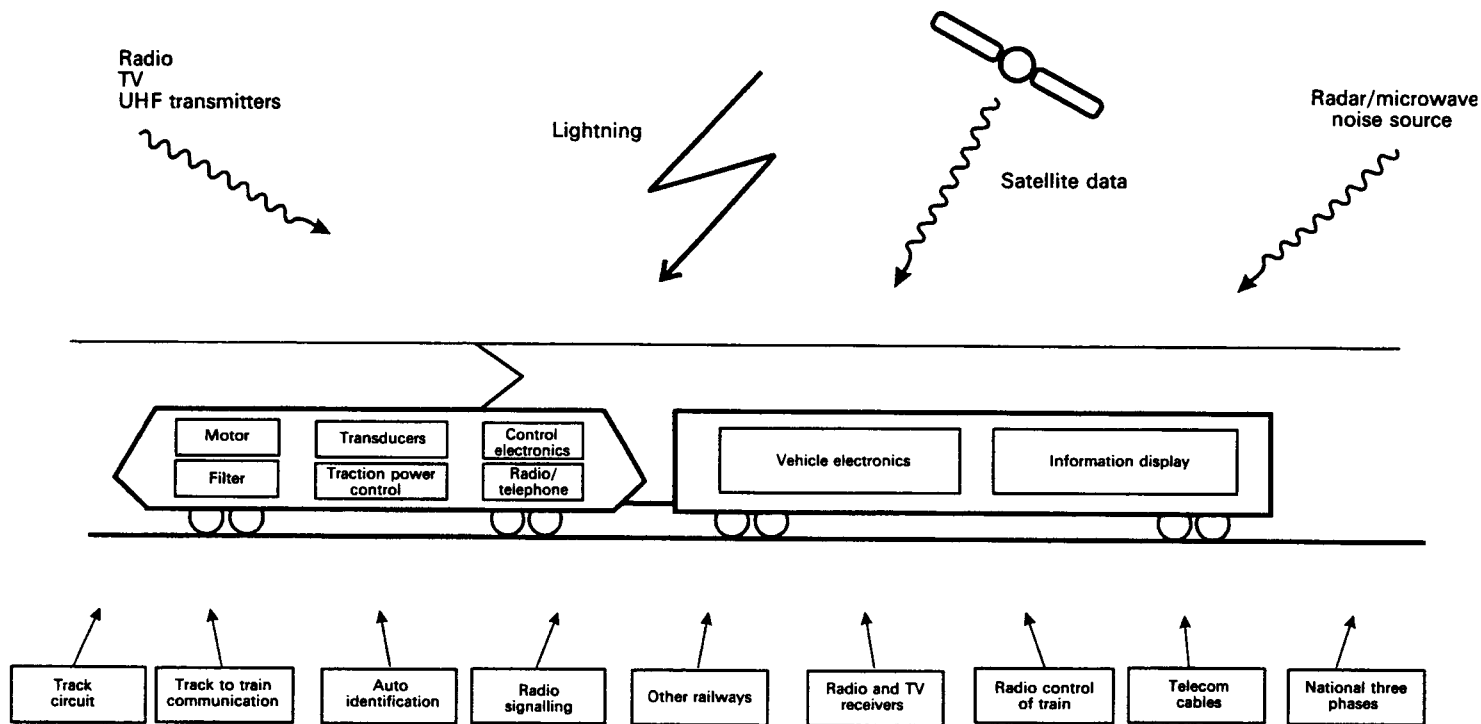 Radio
TV
UHF transmitters
Lightning
Satellite data
Radar/microwave
noise source
Motor
Filter
Transducers
Traction power
control
Control
electronics
Radio/
telephone
Vehicle electronics
Information display
Track
circuit
Track to train
communication
Auto
identification
Radio
signalling
Other railways
Radio and TV
receivers
Radio control
of train
Telecom
cables
National three
phases